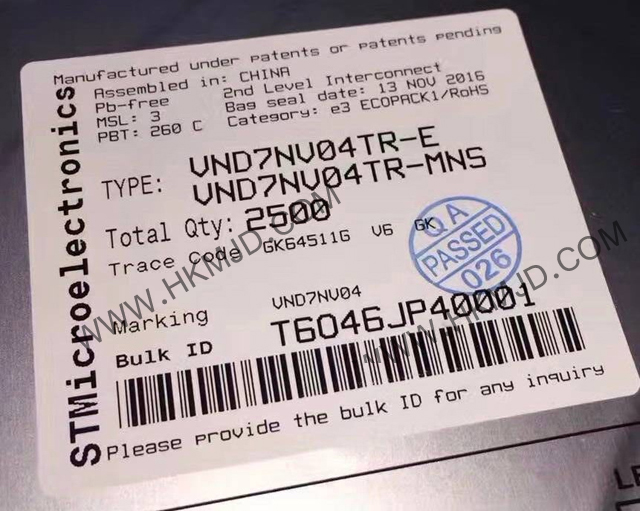 Manufactured under patents or patents pending
Assembled in: CHINA
Pb-free 2nd Level Interconnect
MSL: 3 Bag seal date: 13 NOV 2016
PBT: 260 C Category: e3 ECOPACK1/RoHS
TYPE: VND7NV04TR-E
VND7NV04TR-MNS
Total Qty: 2500
Trace Code GK64511G V6 GK
Marking VND7NV04
Bulk ID T6046JP40001
Please provide the bulk ID for any inquiry
STMicroelectronics
QA
PASSED
026
WWW.HKMJD.COM
WWW.HKMJD.COM
LE